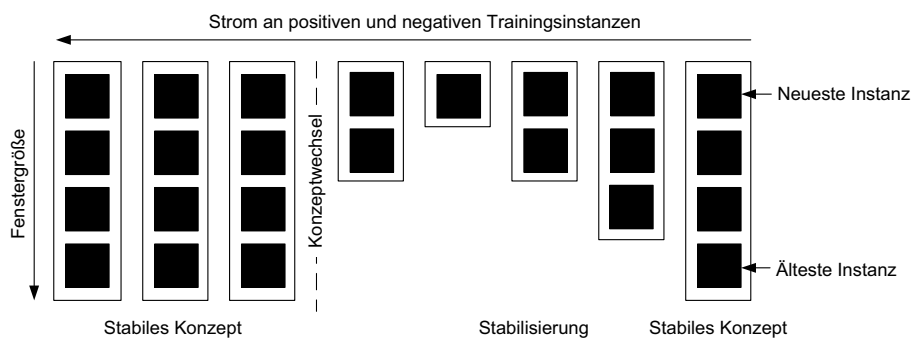 Strom an positiven und negativen Trainingsinstanzen
Fenstergröße
Konzeptwechsel
Neueste Instanz
Älteste Instanz
Stabiles Konzept
Stabilisierung
Stabiles Konzept